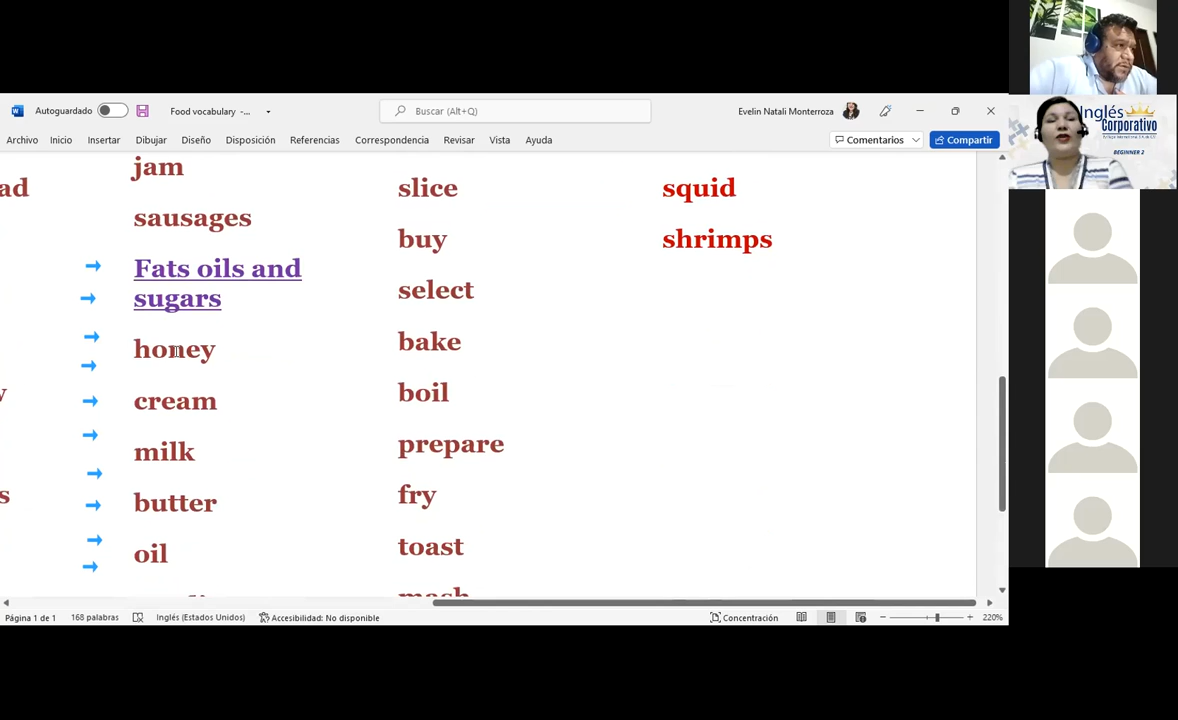 Autoguardado
Food vocabulary -...
Buscar (Alt+Q)
Evelin Natali Monterroza
Archivo Inicio Insertar Dibujar Diseño Disposición Referencias Correspondencia Revisar Vista Ayuda
Comentarios
Compartir
Inglés
Corporativo
BEGINNER 2
ad
y
s
jam
sausages
Fats oils and
sugars
honey
cream
milk
butter
oil
slice
buy
select
bake
boil
prepare
fry
toast
mash
squid
shrimps
Página 1 de 1 168 palabras Inglés (Estados Unidos) Accesibilidad: No disponible Concentración 220%